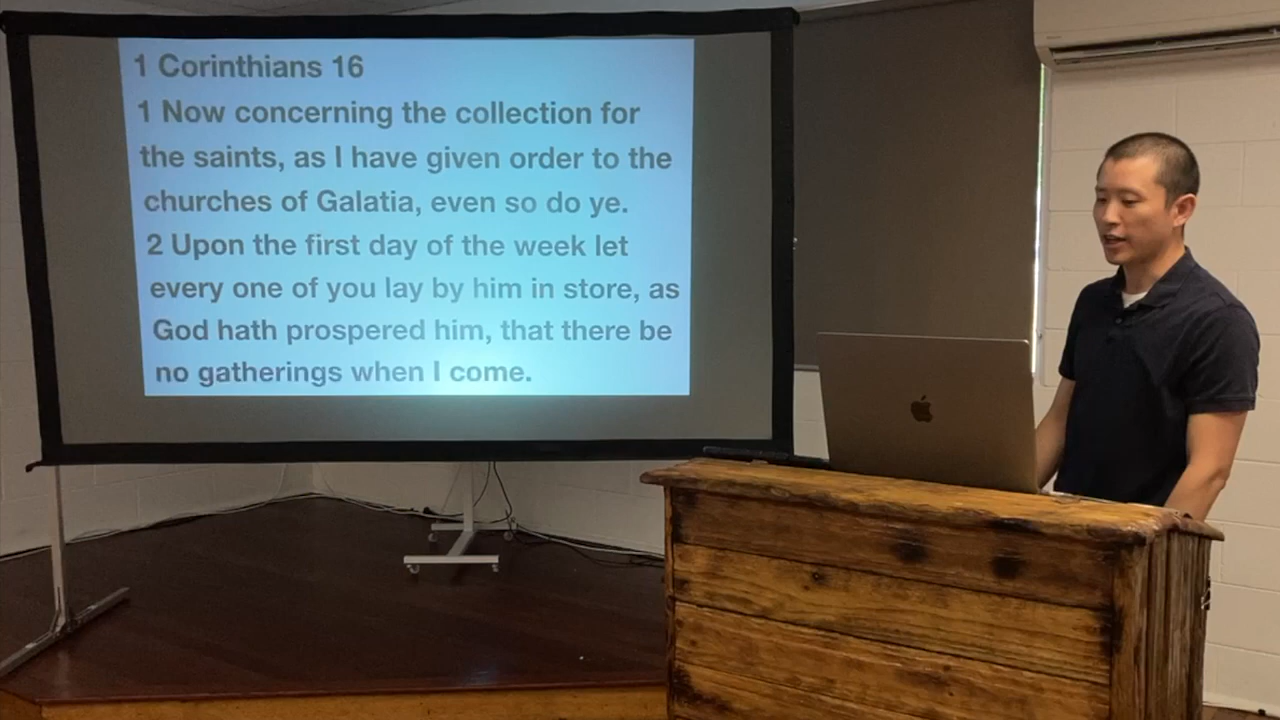 1 Corinthians 16
1 Now concerning the collection for
the saints, as I have given order to the
churches of Galatia, even so do ye.
2 Upon the first day of the week let
every one of you lay by him in store, as
God hath prospered him, that there be
no gatherings when I come.